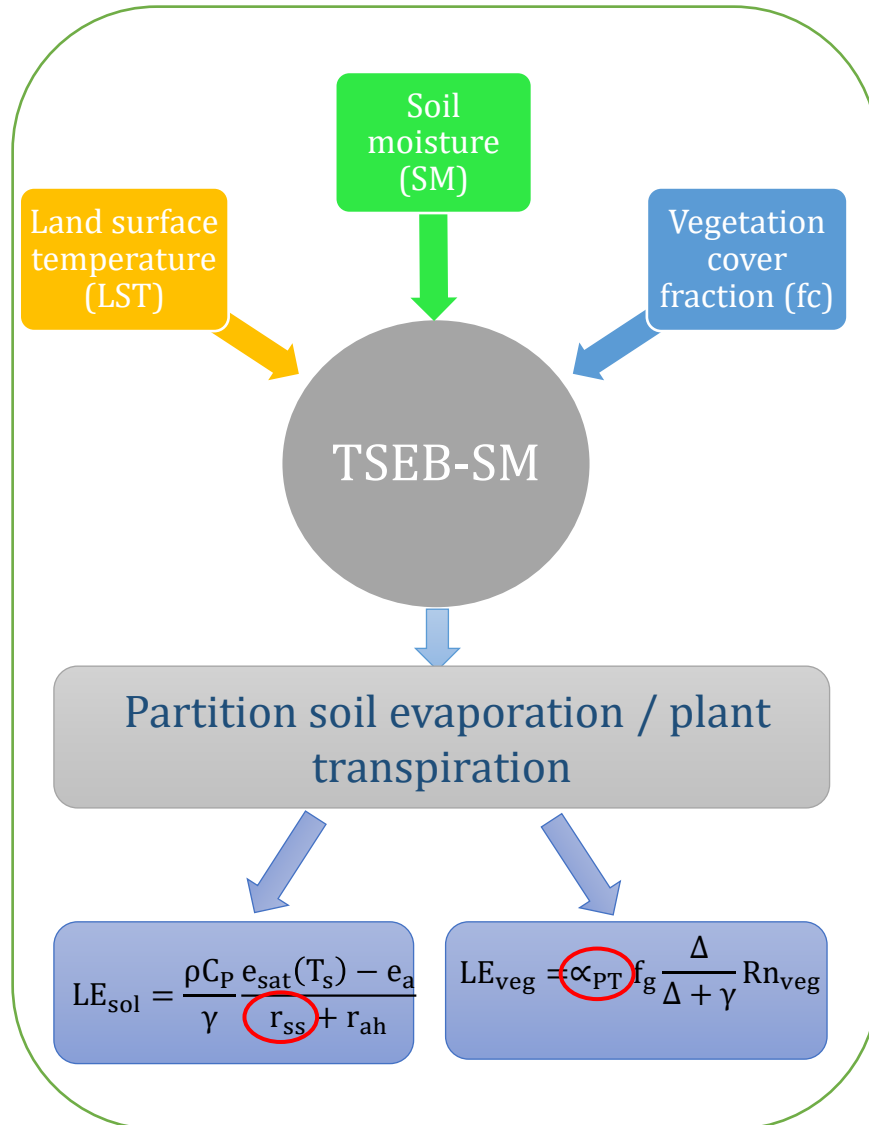 Soil
moisture
(SM)
Land surface
temperature
(LST)
Vegetation
cover
fraction (fc)
TSEB-SM
Partition soil evaporation / plant
transpiration
LE_sol = (ρC_P / γ) (e_sat(T_s) − e_a) / (r_ss + r_ah)
LE_veg = ∝_PT f_g (Δ / (Δ + γ)) Rn_veg